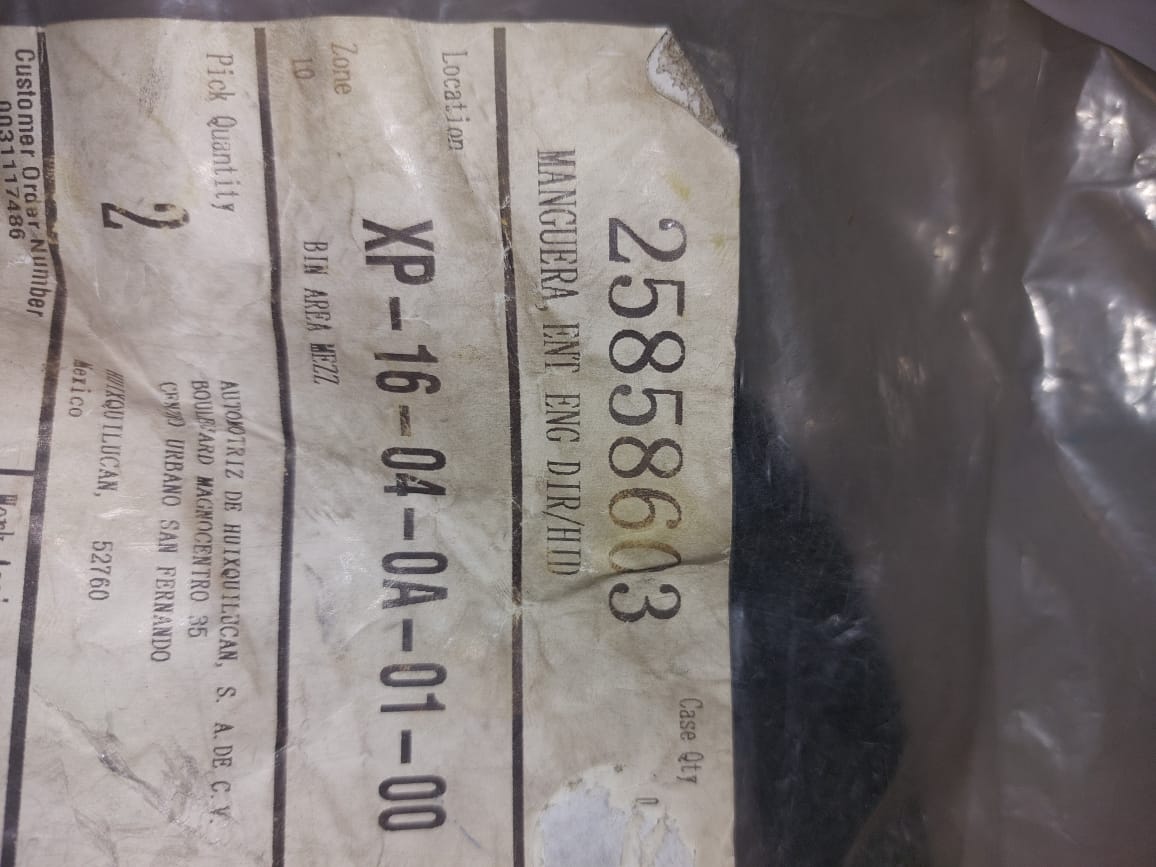 25858603
Case Qty
0
MANGUERA, ENT ENG DIR/HID
Location
XP-16-04-0A-01-00
Zone
10
BIN AREA MEZZ
Pick Quantity
2
AUTOMOTRIZ DE HUIXQUILUCAN, S. A. DE C. V.
BOULEVARD MAGNOCENTRO 35
CENTRO URBANO SAN FERNANDO
HUIXQUILUCAN, 52760
Mexico
Customer Order Number
0031117486